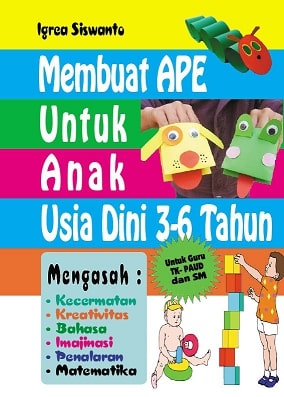 Igrea Siswanto
Membuat APE
Untuk
Anak
Usia Dini 3-6 Tahun
Untuk Guru
TK- PAUD
dan SM
Mengasah :
• Kecermatan
• Kreativitas
• Bahasa
• Imajinasi
• Penalaran
• Matematika